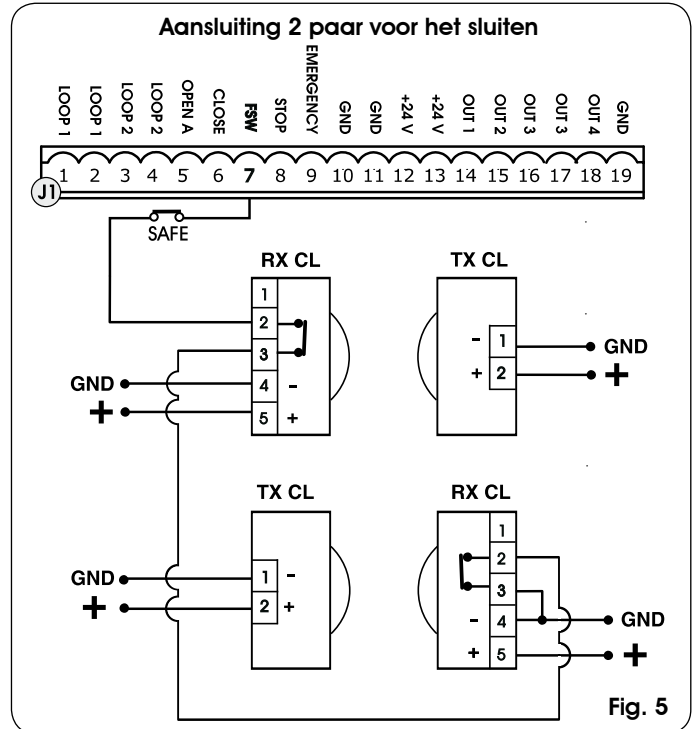 Aansluiting 2 paar voor het sluiten
LOOP 1 LOOP 1 LOOP 2 LOOP 2 OPEN A CLOSE FSW STOP EMERGENCY GND GND +24 V +24 V OUT 1 OUT 2 OUT 3 OUT 3 OUT 4 GND
1 2 3 4 5 6 7 8 9 10 11 12 13 14 15 16 17 18 19
J1
SAFE
RX CL
1
2
3
GND 4 -
+ 5 +
TX CL
- 1 GND
+ 2 +
TX CL
GND 1 -
+ 2 +
RX CL
1
2
3
- 4 GND
+ 5 +
Fig. 5